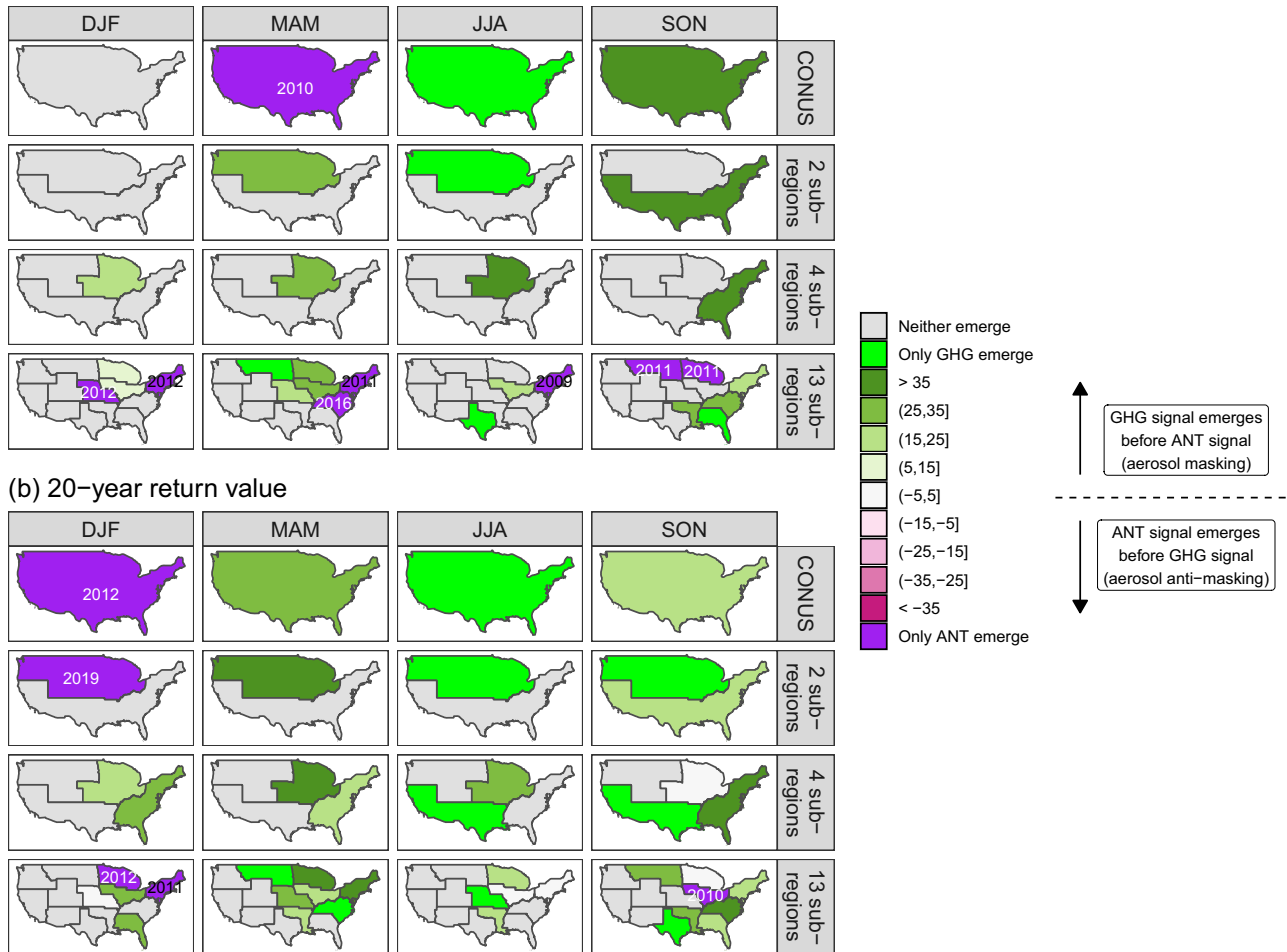 DJF MAM JJA SON
2010
CONUS
2 sub−
regions
4 sub−
regions
2012 2012 2011 2016 2009 2011 2011
13 sub−
regions
Neither emerge
Only GHG emerge
> 35
(25,35]
(15,25]
(5,15]
(−5,5]
(−15,−5]
(−25,−15]
(−35,−25]
< −35
Only ANT emerge
GHG signal emerges
before ANT signal
(aerosol masking)
ANT signal emerges
before GHG signal
(aerosol anti−masking)
(b) 20−year return value
DJF MAM JJA SON
2012
CONUS
2019
2 sub−
regions
4 sub−
regions
2012 2011 2010
13 sub−
regions